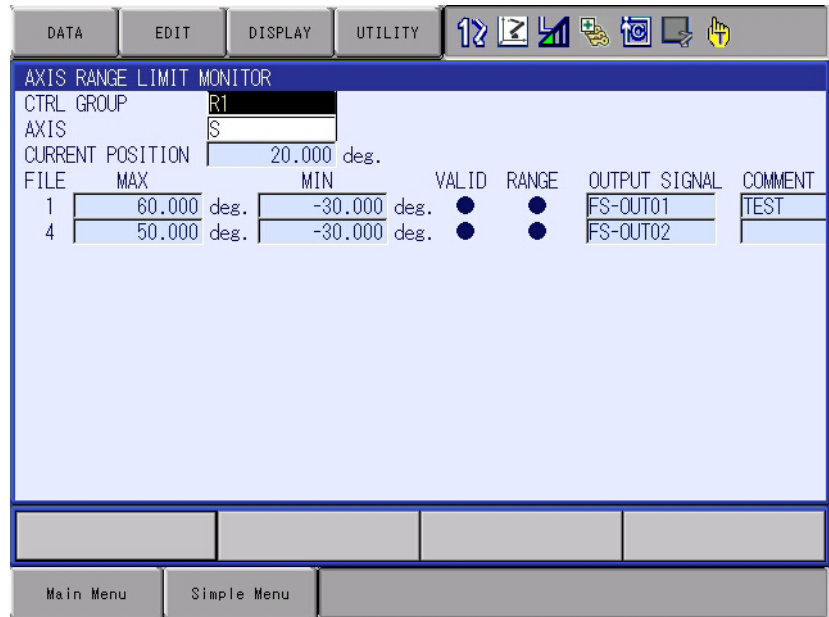 DATA EDIT DISPLAY UTILITY
AXIS RANGE LIMIT MONITOR
CTRL GROUP R1
AXIS S
CURRENT POSITION 20.000 deg.
FILE MAX MIN VALID RANGE OUTPUT SIGNAL COMMENT
1 60.000 deg. -30.000 deg. ● ● FS-OUT01 TEST
4 50.000 deg. -30.000 deg. ● ● FS-OUT02
Main Menu Simple Menu